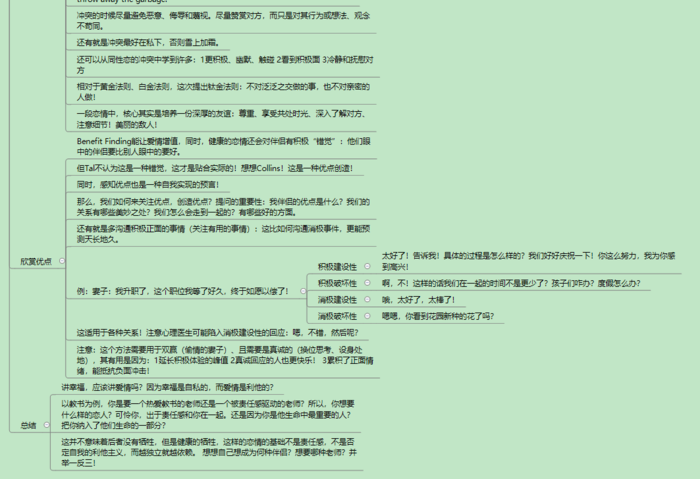 throw away the garbage.
冲突的时候尽量避免恶意、侮辱和蔑视。尽量赞赏对方，而只是对其行为或想法、观念
不苟同。
还有就是冲突最好在私下，否则雪上加霜。
还可以从同性恋的冲突中学到许多：1更积极、幽默、触碰 2看到积极面 3冷静和抚慰对
方
相对于黄金法则、白金法则，这次提出钛金法则：不对泛泛之交做的事，也不对亲密的
人做！
一段恋情中，核心其实是培养一份深厚的友谊：尊重、享受共处时光、深入了解对方、
注意细节！美丽的敌人！
Benefit Finding能让爱情增值，同时，健康的恋情还会对伴侣有积极“错觉”：他们眼
中的伴侣要比别人眼中的要好。
但Tal不认为这是一种错觉、这才是贴合实际的！想想Collins！这是一种优点创造！
同时，感知优点也是一种自我实现的预言！
那么，我们如何来关注优点，创造优点？提问的重要性：我伴侣的优点是什么？我们的
关系有哪些美妙之处？我们怎么会走到一起的？有哪些好的方面。
还有就是多沟通积极正面的事情（关注有用的事情）：这比如何沟通消极事件，更能预
测天长地久。
欣赏优点
太好了！告诉我！具体的过程是怎么样的？我们好好庆祝一下！你这么努力，我为你感
到高兴！
积极建设性
例：妻子：我升职了，这个职位我等了好久，终于如愿以偿了！
积极破坏性
啊，不！这样的话我们在一起的时间不是更少了？孩子们咋办？度假怎么办？
消极建设性
哦，太好了，太棒了！
消极破坏性
嗯嗯，你看到花园新种的花了吗？
这适用于各种关系！注意心理医生可能陷入消极建设性的回应：嗯，不错，然后呢？
注意：这个方法需要用于双赢（偷情的妻子）、且需要是真诚的（换位思考、设身处
地），其有用是因为：1延长积极体验的峰值 2真诚回应的人也更快乐！ 3累积了正面情
绪，能抵抗负面冲击！
讲幸福，应该讲爱情吗？因为幸福是自私的，而爱情是利他的？
以教书为例，你是要一个热爱教书的老师还是一个被责任感驱动的老师？所以，你想要
什么样的恋人？可怜你，出于责任感和你在一起。还是因为你是他生命中最重要的人？
把你纳入了他们生命的一部分？
总结
这并不意味着后者没有牺牲，但是健康的牺牲，这样的恋情的基础不是责任感，不是否
定自我的利他主义，而越独立就越依赖。 想想自己想成为何种伴侣？想要哪种老师？并
举一反三！